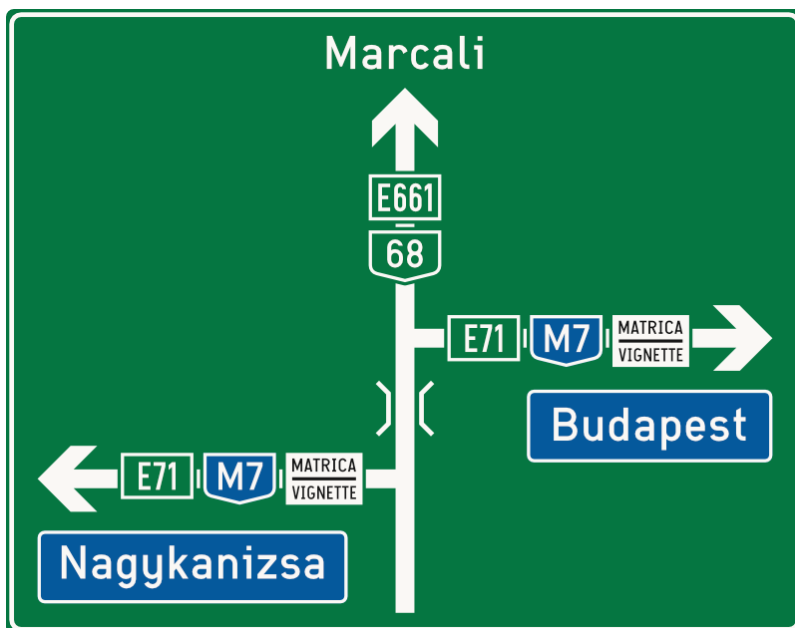 Marcali
E661
68
E71 M7 MATRICA
VIGNETTE
Budapest
E71 M7 MATRICA
VIGNETTE
Nagykanizsa